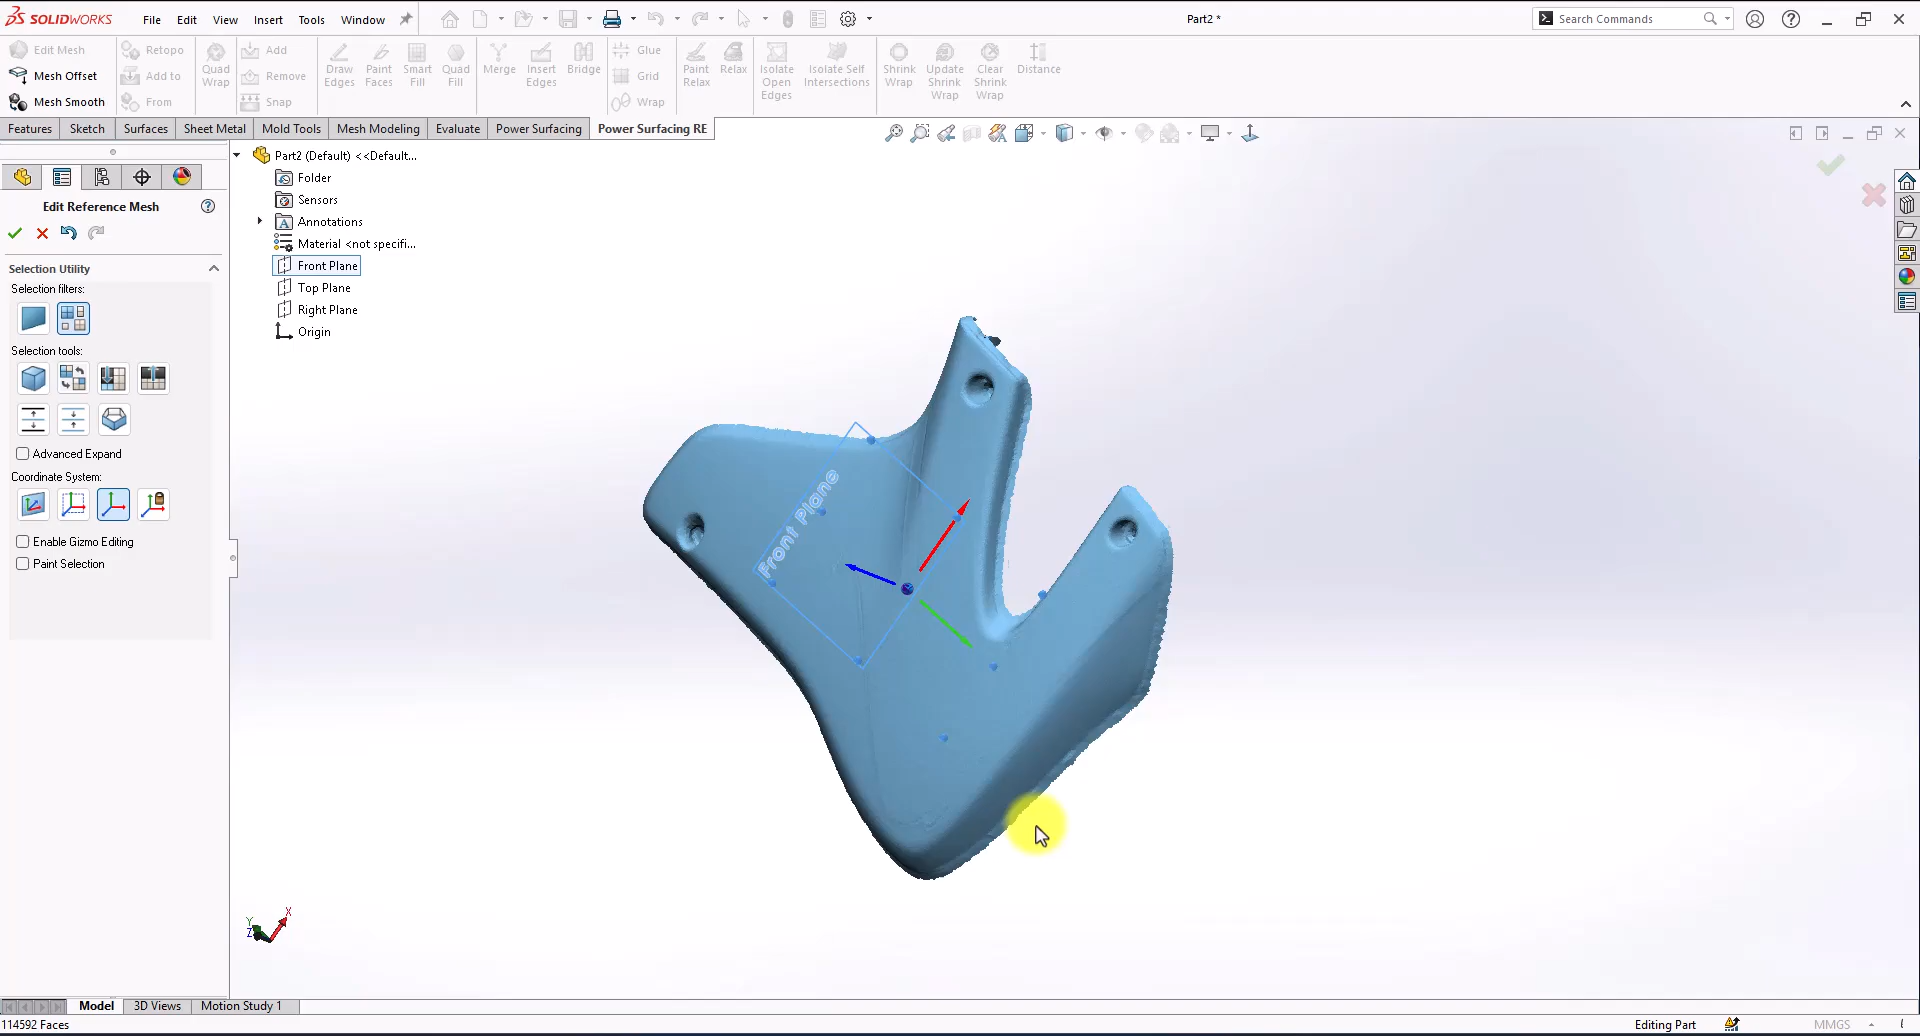 SOLIDWORKS
File Edit View Insert Tools Window
Part2 *
Search Commands
Edit Mesh
Mesh Offset
Mesh Smooth
Retopo
Add to
From
Quad Wrap
Add
Remove
Snap
Draw Edges
Paint Faces
Smart Fill
Quad Fill
Merge
Insert Edges
Bridge
Glue
Grid
Wrap
Paint Relax
Relax
Isolate Open Edges
Isolate Self Intersections
Shrink Wrap
Update Shrink Wrap
Clear Shrink Wrap
Distance
Features Sketch Surfaces Sheet Metal Mold Tools Mesh Modeling Evaluate Power Surfacing Power Surfacing RE
Edit Reference Mesh
Selection Utility
Selection filters:
Selection tools:
Advanced Expand
Coordinate System:
Enable Gizmo Editing
Paint Selection
Part2 (Default) <<Default...
Folder
Sensors
Annotations
Material <not specifi...
Front Plane
Top Plane
Right Plane
Origin
Front Plane
X
Y
Z
Model 3D Views Motion Study 1
114592 Faces
Editing Part
MMGS